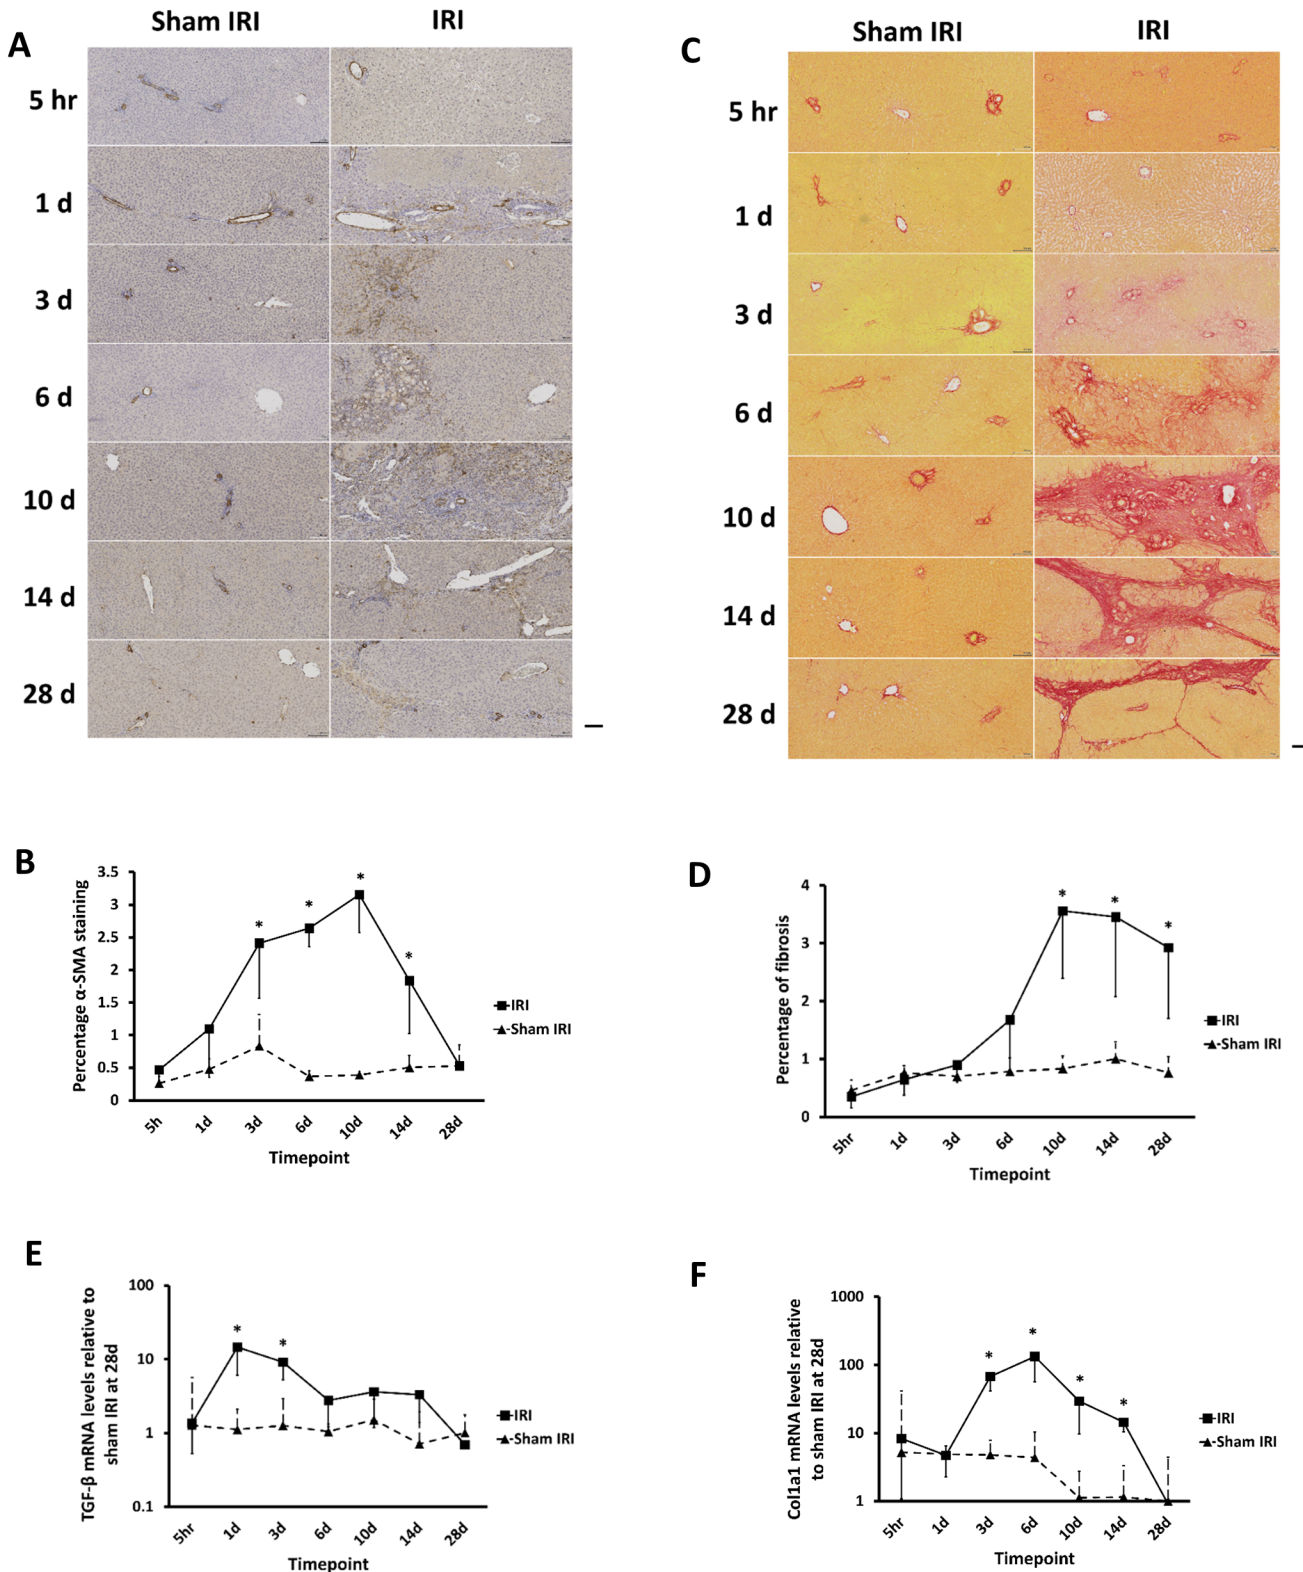 A
Sham IRI
IRI
5 hr
1 d
3 d
6 d
10 d
14 d
28 d
C
Sham IRI
IRI
5 hr
1 d
3 d
6 d
10 d
14 d
28 d
B
Percentage α-SMA staining
3.5
3
2.5
2
1.5
1
0.5
0
* * * *
5h 1d 3d 6d 10d 14d 28d
Timepoint
IRI
Sham IRI
D
Percentage of fibrosis
4
3
2
1
0
* * *
5hr 1d 3d 6d 10d 14d 28d
Timepoint
IRI
Sham IRI
E
TGF-β mRNA levels relative to
sham IRI at 28d
100
10
1
0.1
* *
5hr 1d 3d 6d 10d 14d 28d
Timepoint
IRI
Sham IRI
F
Col1a1 mRNA levels relative
to sham IRI at 28d
1000
100
10
1
* * * *
5hr 1d 3d 6d 10d 14d 28d
Timepoint
IRI
Sham IRI